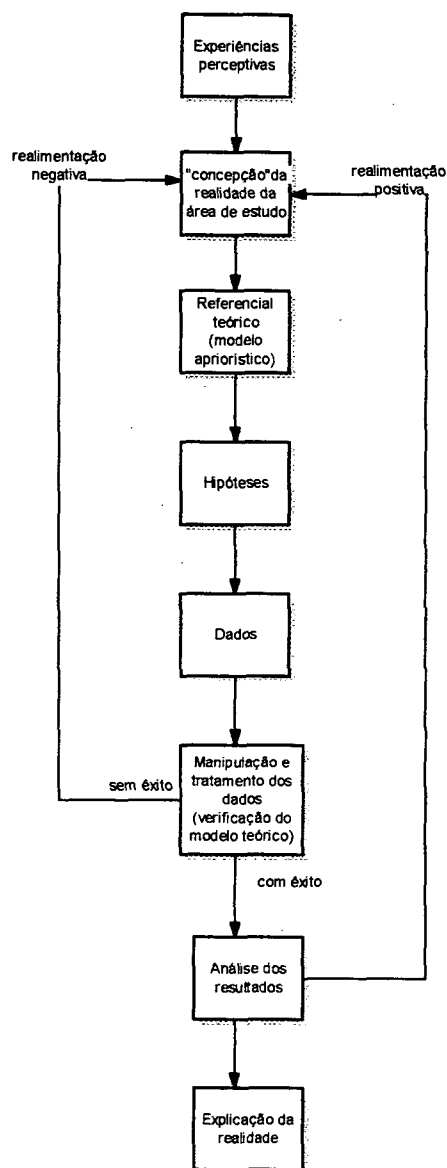 Experiências
perceptivas
realimentação
negativa
"concepção"da
realidade da
área de estudo
realimentação
positiva
Referencial
teórico
(modelo
apriorístico)
Hipóteses
Dados
Manipulação e
tratamento dos
dados
(verificação do
modelo teórico)
sem êxito
com êxito
Análise dos
resultados
Explicação da
realidade